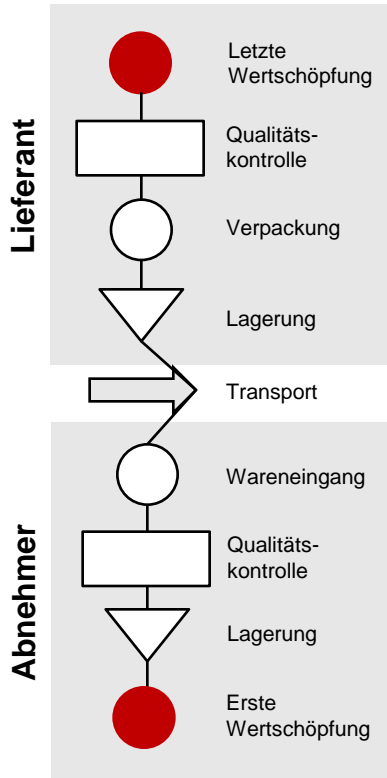 Lieferant
Letzte
Wertschöpfung
Qualitäts-
kontrolle
Verpackung
Lagerung
Transport
Abnehmer
Wareneingang
Qualitäts-
kontrolle
Lagerung
Erste
Wertschöpfung